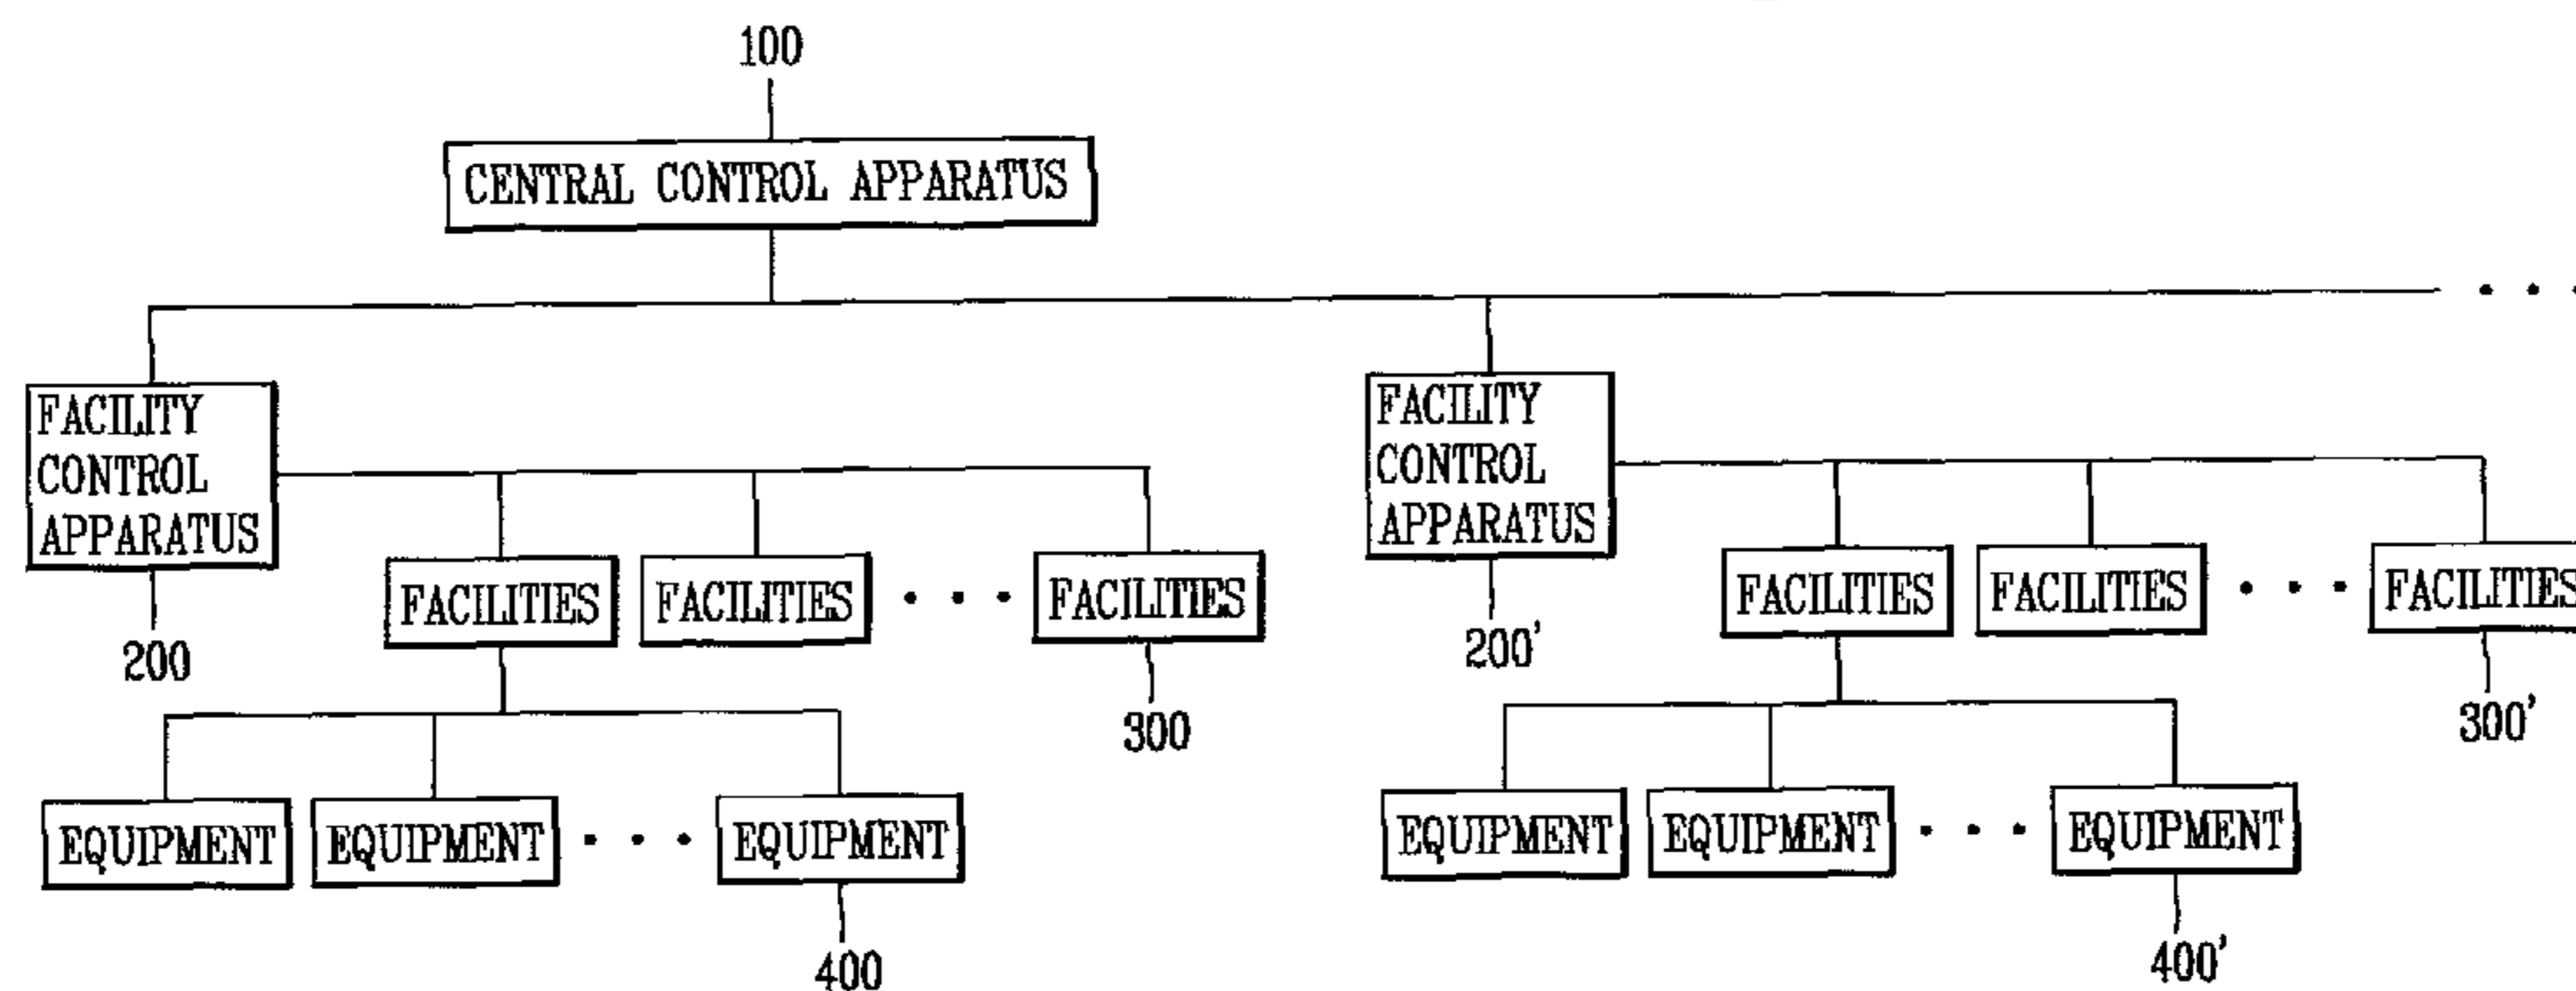 100
CENTRAL CONTROL APPARATUS
FACILITY
CONTROL
APPARATUS
200
FACILITIES
FACILITIES
FACILITIES
300
EQUIPMENT
EQUIPMENT
EQUIPMENT
400
FACILITY
CONTROL
APPARATUS
200'
FACILITIES
FACILITIES
FACILITIES
300'
EQUIPMENT
EQUIPMENT
EQUIPMENT
400'